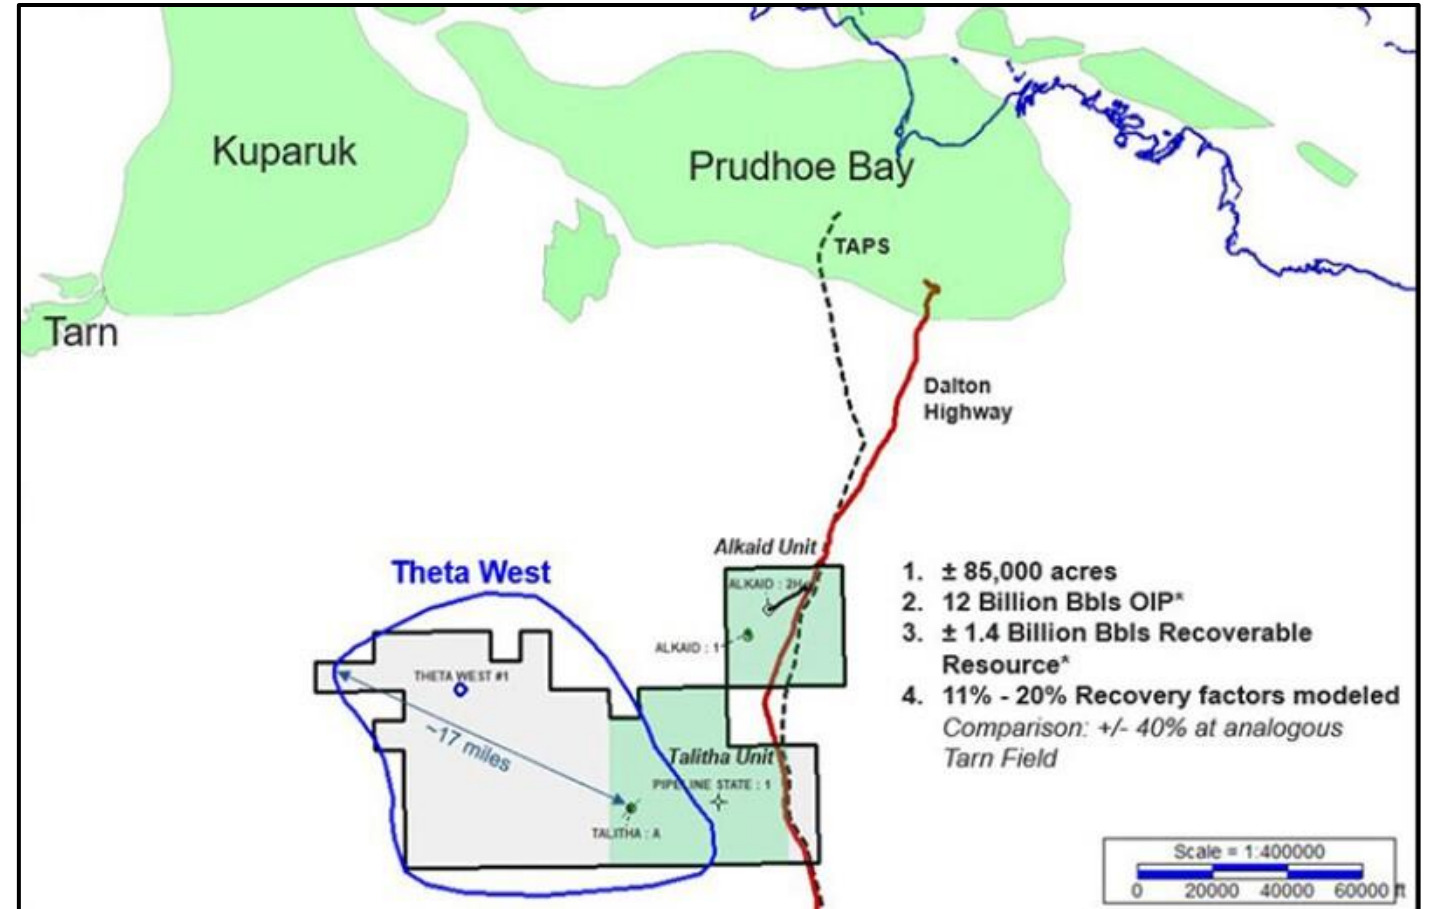 Kuparuk
Prudhoe Bay
TAPS
Tarn
Dalton
Highway
Alkaid Unit
Theta West
ALKAID : 2H
ALKAID : 1
THETA WEST #1
~17 miles
Talitha Unit
PIPELINE STATE : 1
TALITHA : A
1. ± 85,000 acres
2. 12 Billion Bbls OIP*
3. ± 1.4 Billion Bbls Recoverable
Resource*
4. 11% - 20% Recovery factors modeled
Comparison: +/- 40% at analogous
Tarn Field
Scale = 1:400000
0 20000 40000 60000 ft